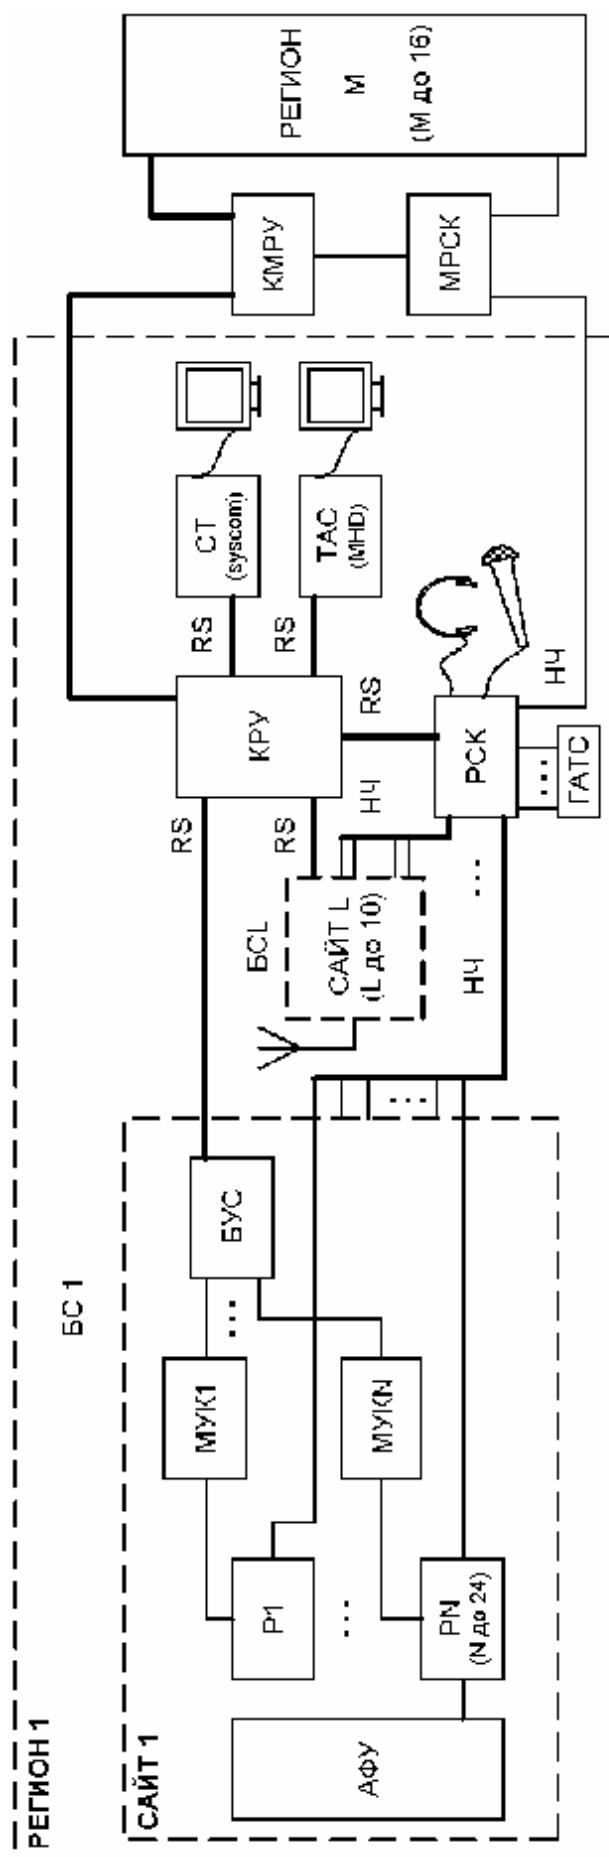 РЕГИОН 1
САЙТ 1
БС 1
АФУ
Р1
...
РN
(N до 24)
МУК1
...
МУКN
БУС
...
RS
БСL
САЙТ L
(L до 10)
RS
НЧ
НЧ
...
КРУ
RS
RS
RS
СТ
(syscom)
ТАС
(MHD)
РСК
...
ГАТС
НЧ
КМРУ
МРСК
РЕГИОН
М
(М до 16)